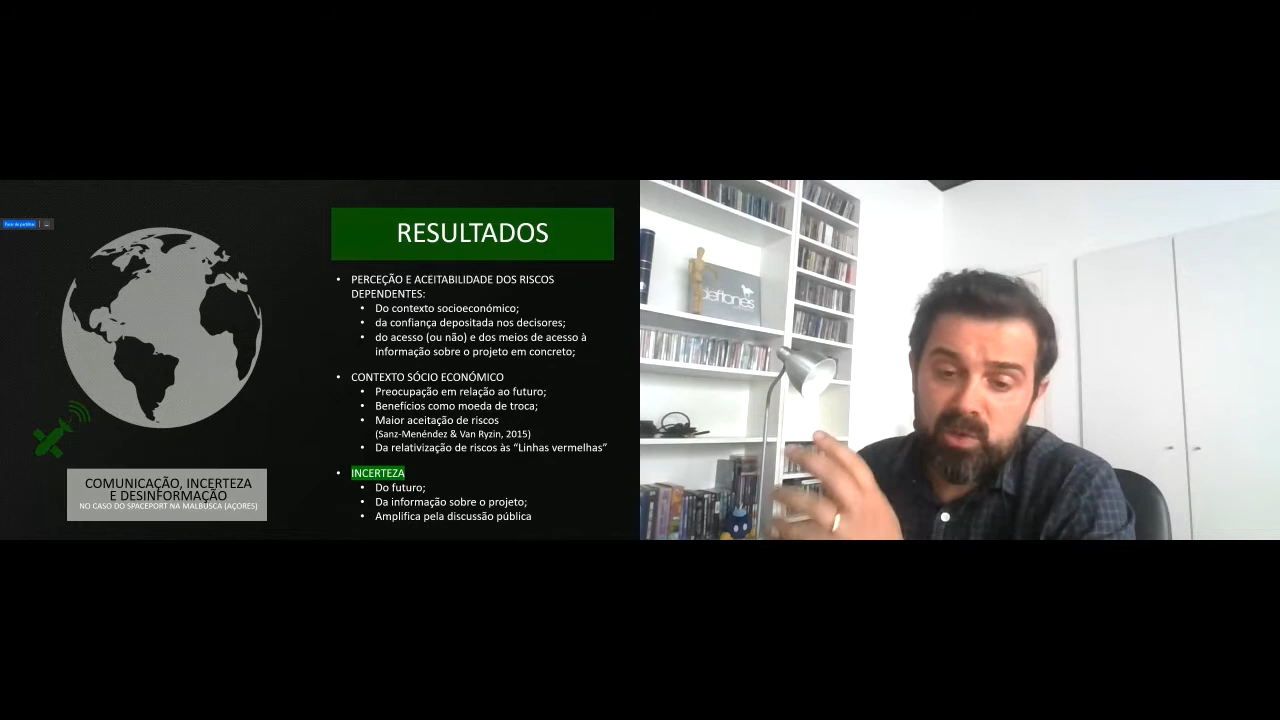 Parar de partilhar
RESULTADOS
• PERCEÇÃO E ACEITABILIDADE DOS RISCOS
DEPENDENTES:
• Do contexto socioeconómico;
• da confiança depositada nos decisores;
• do acesso (ou não) e dos meios de acesso à
informação sobre o projeto em concreto;
• CONTEXTO SÓCIO ECONÓMICO
• Preocupação em relação ao futuro;
• Benefícios como moeda de troca;
• Maior aceitação de riscos
(Sanz-Menéndez & Van Ryzin, 2015)
• Da relativização de riscos às “Linhas vermelhas”
• INCERTEZA
• Do futuro;
• Da informação sobre o projeto;
• Amplifica pela discussão pública
COMUNICAÇÃO, INCERTEZA
E DESINFORMAÇÃO
NO CASO DO SPACEPORT NA MALBUSCA (AÇORES)
deftones